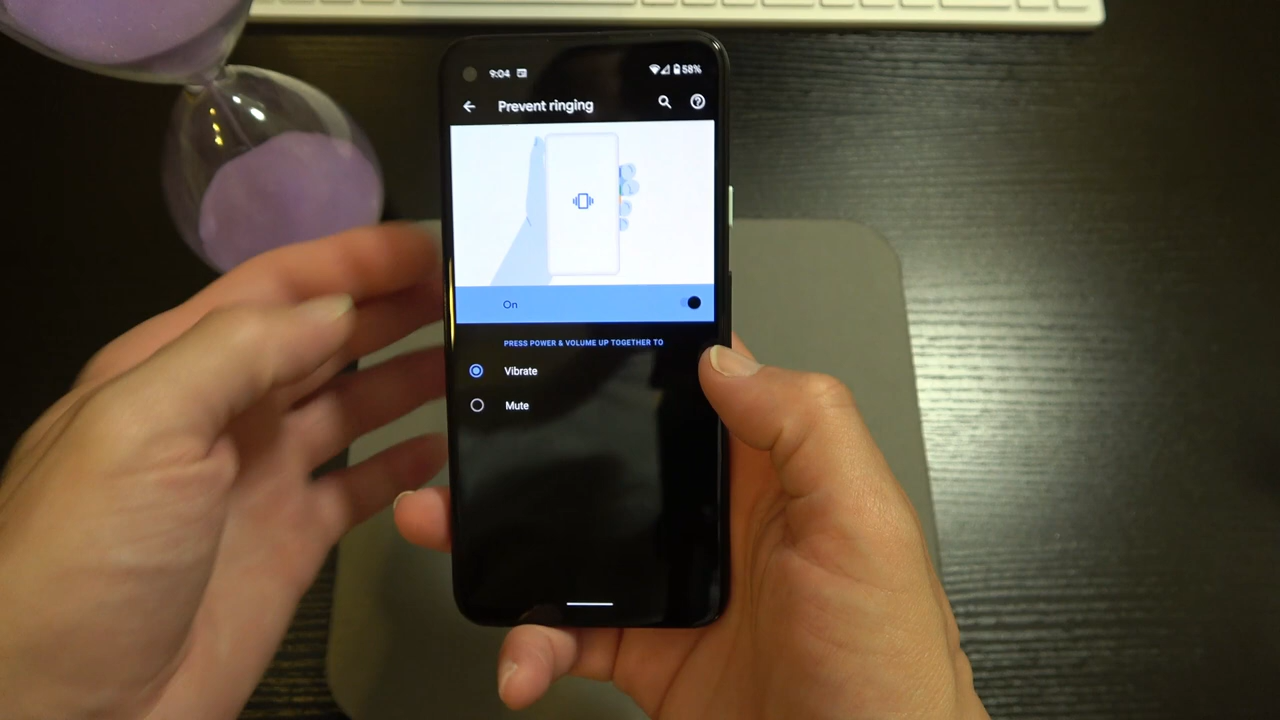 9:04 58%
Prevent ringing
On
PRESS POWER & VOLUME UP TOGETHER TO
Vibrate
Mute